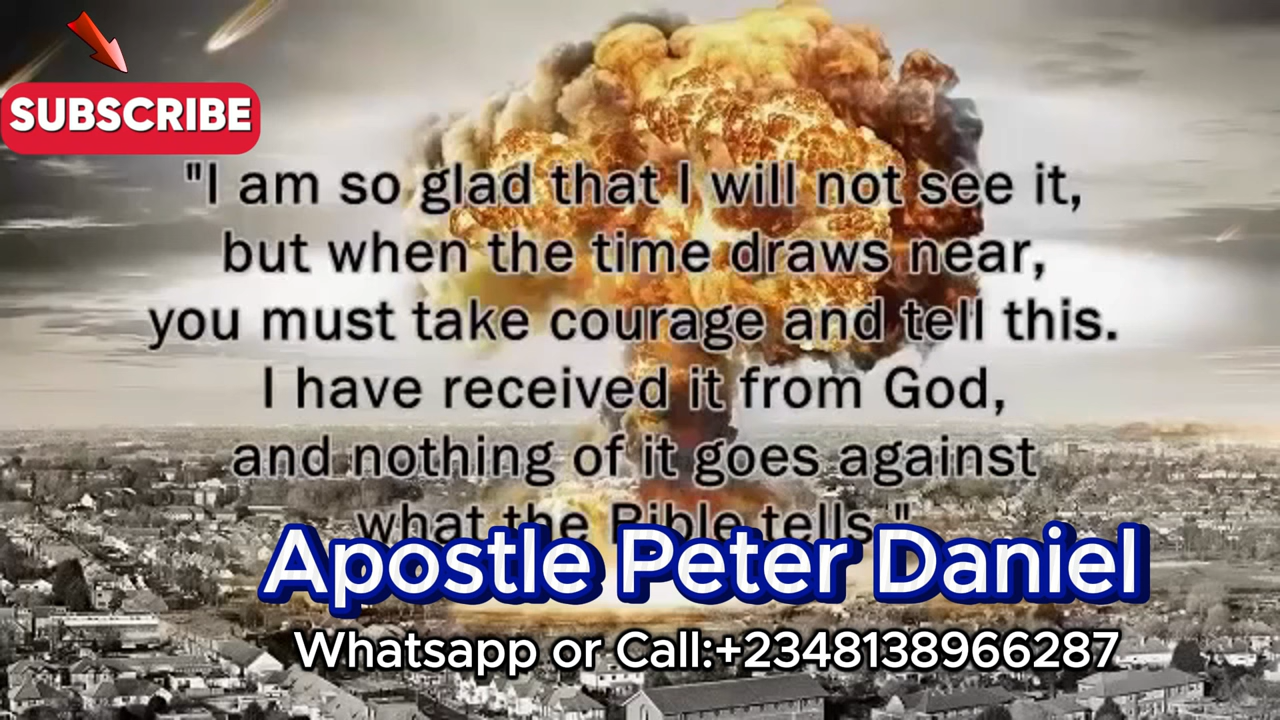 SUBSCRIBE
"I am so glad that I will not see it,
but when the time draws near,
you must take courage and tell this.
I have received it from God,
and nothing of it goes against
what the Bible tells."
Apostle Peter Daniel
Whatsapp or Call:+2348138966287